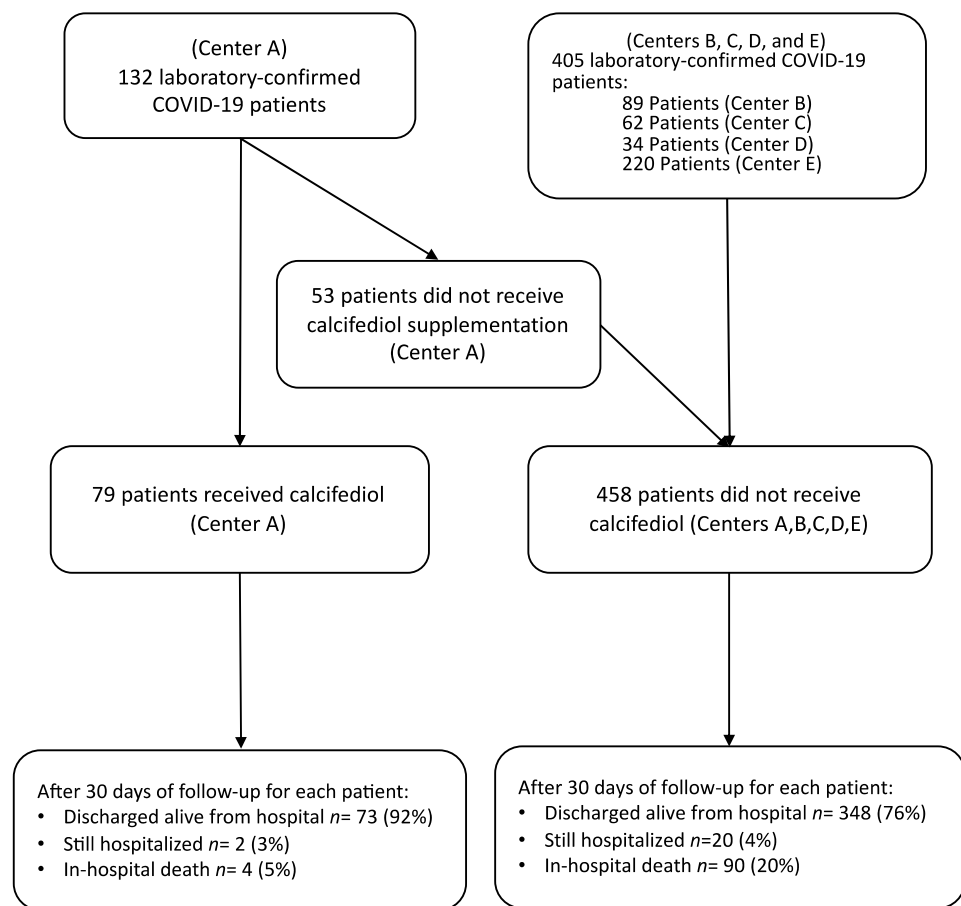 (Center A)
132 laboratory-confirmed
COVID-19 patients
(Centers B, C, D, and E)
405 laboratory-confirmed COVID-19
patients:
89 Patients (Center B)
62 Patients (Center C)
34 Patients (Center D)
220 Patients (Center E)
53 patients did not receive
calcifediol supplementation
(Center A)
79 patients received calcifediol
(Center A)
458 patients did not receive
calcifediol (Centers A,B,C,D,E)
After 30 days of follow-up for each patient:
• Discharged alive from hospital n= 73 (92%)
• Still hospitalized n= 2 (3%)
• In-hospital death n= 4 (5%)
After 30 days of follow-up for each patient:
• Discharged alive from hospital n= 348 (76%)
• Still hospitalized n=20 (4%)
• In-hospital death n= 90 (20%)